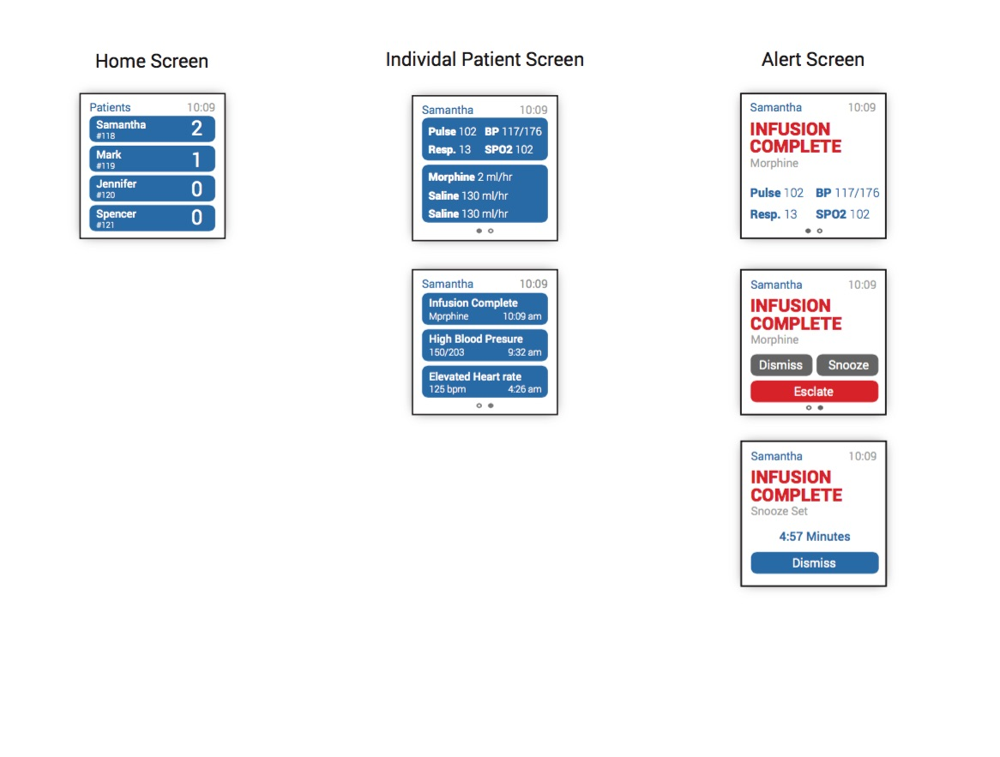 Home Screen
Patients 10:09
Samantha 2
#118
Mark 1
#119
Jennifer 0
#120
Spencer 0
#121
Individal Patient Screen
Samantha 10:09
Pulse 102 BP 117/176
Resp. 13 SPO2 102
Morphine 2 ml/hr
Saline 130 ml/hr
Saline 130 ml/hr
Samantha 10:09
Infusion Complete
Mprphine 10:09 am
High Blood Presure
150/203 9:32 am
Elevated Heart rate
125 bpm 4:26 am
Alert Screen
Samantha 10:09
INFUSION
COMPLETE
Morphine
Pulse 102 BP 117/176
Resp. 13 SPO2 102
Samantha 10:09
INFUSION
COMPLETE
Morphine
Dismiss Snooze
Esclate
Samantha 10:09
INFUSION
COMPLETE
Snooze Set
4:57 Minutes
Dismiss